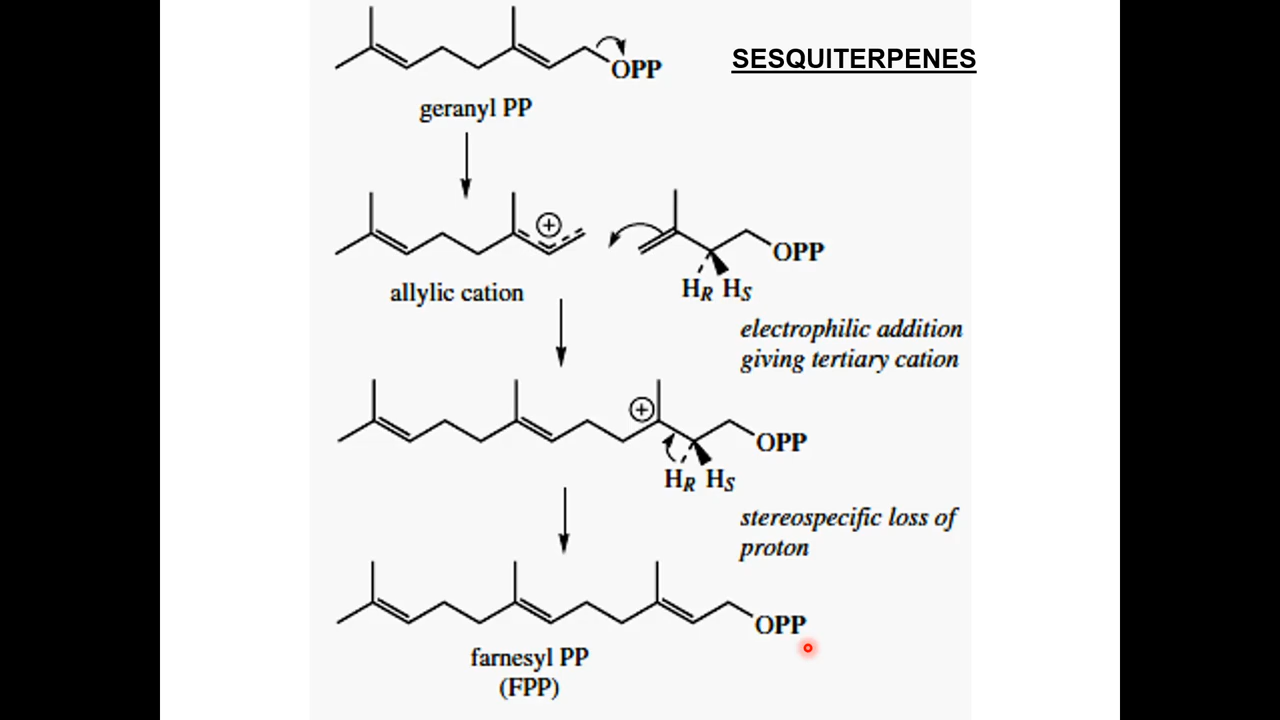 SESQUITERPENES
OPP
geranyl PP
OPP
H_R H_S
allylic cation
electrophilic addition
giving tertiary cation
OPP
H_R H_S
stereospecific loss of
proton
OPP
farnesyl PP
(FPP)